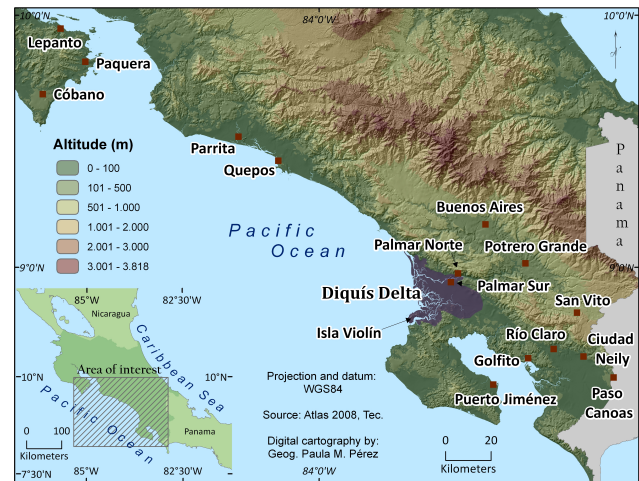 10°0'N
84°0'W
10°0'N
Lepanto
Paquera
Cóbano
Altitude (m)
0 - 100
101 - 500
501 - 1.000
1.001 - 2.000
2.001 - 3.000
3.001 - 3.818
Parrita
Quepos
Panama
Pacific
Ocean
Buenos Aires
Palmar Norte
Potrero Grande
9°0'N
9°0'N
Diquís Delta
Palmar Sur
San Vito
Isla Violín
Río Claro
Ciudad
Neily
Golfito
Paso
Canoas
Puerto Jiménez
85°W
82°30'W
Nicaragua
Caribbean Sea
Area of interest
10°N
10°N
Pacific Ocean
Panama
0 100
Kilometers
7°30'N
85°W
82°30'W
Projection and datum:
WGS84
Source: Atlas 2008, Tec.
Digital cartography by:
Geog. Paula M. Pérez
0 20
Kilometers
84°0'W